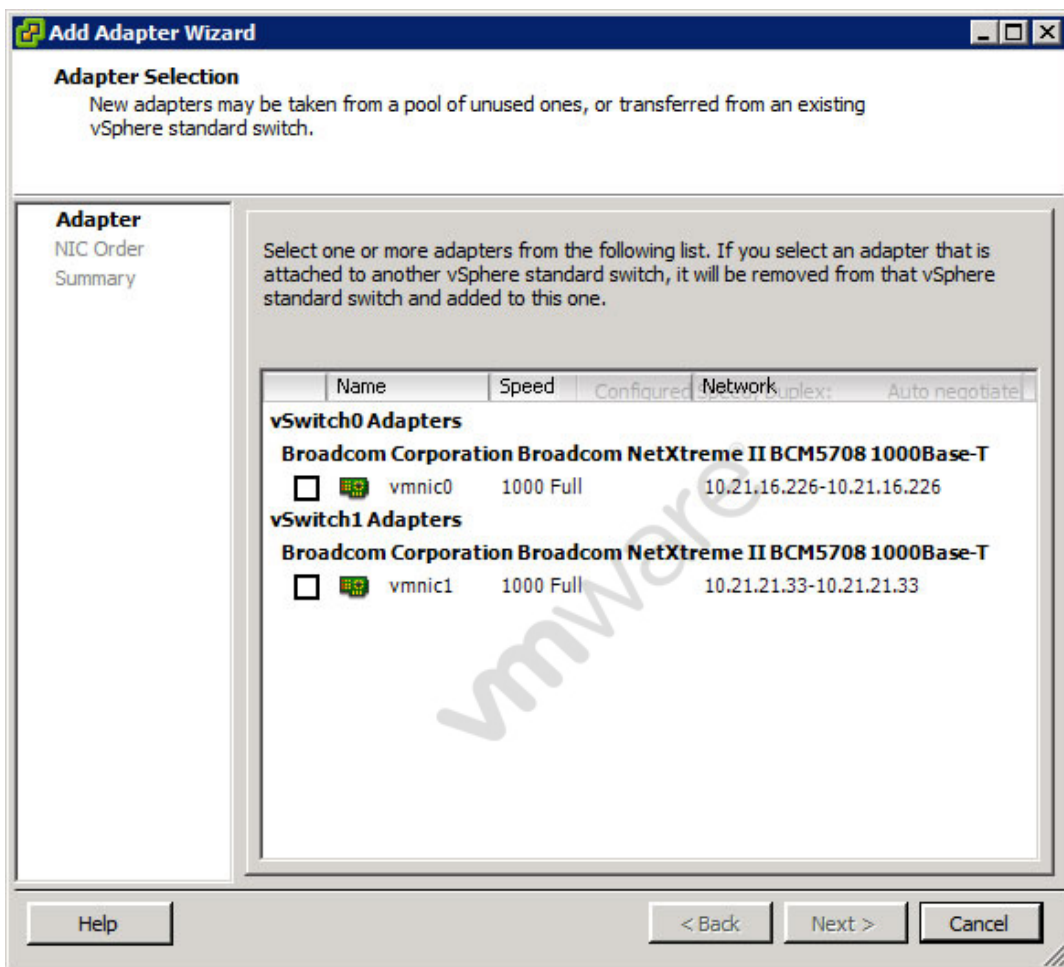 Add Adapter Wizard
Adapter Selection
New adapters may be taken from a pool of unused ones, or transferred from an existing
vSphere standard switch.
Adapter
NIC Order
Summary
Select one or more adapters from the following list. If you select an adapter that is
attached to another vSphere standard switch, it will be removed from that vSphere
standard switch and added to this one.
Name Speed Network
Configured Speed, Duplex: Auto negotiate
vSwitch0 Adapters
Broadcom Corporation Broadcom NetXtreme II BCM5708 1000Base-T
vmnic0 1000 Full 10.21.16.226-10.21.16.226
vSwitch1 Adapters
Broadcom Corporation Broadcom NetXtreme II BCM5708 1000Base-T
vmnic1 1000 Full 10.21.21.33-10.21.21.33
vmware
Help < Back Next > Cancel